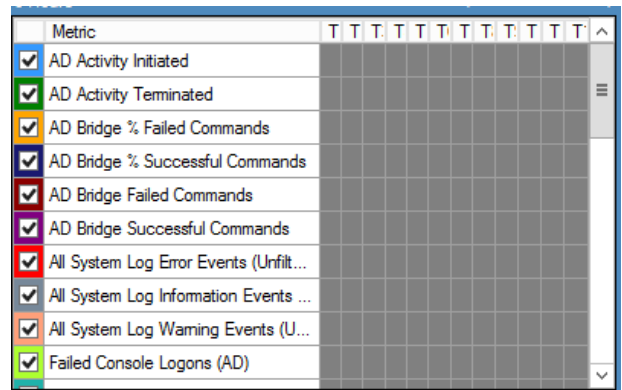 Metric T T T. T T T( T T. T: T T T'
AD Activity Initiated
AD Activity Terminated
AD Bridge % Failed Commands
AD Bridge % Successful Commands
AD Bridge Failed Commands
AD Bridge Successful Commands
All System Log Error Events (Unfilt...
All System Log Information Events ...
All System Log Warning Events (U...
Failed Console Logons (AD)